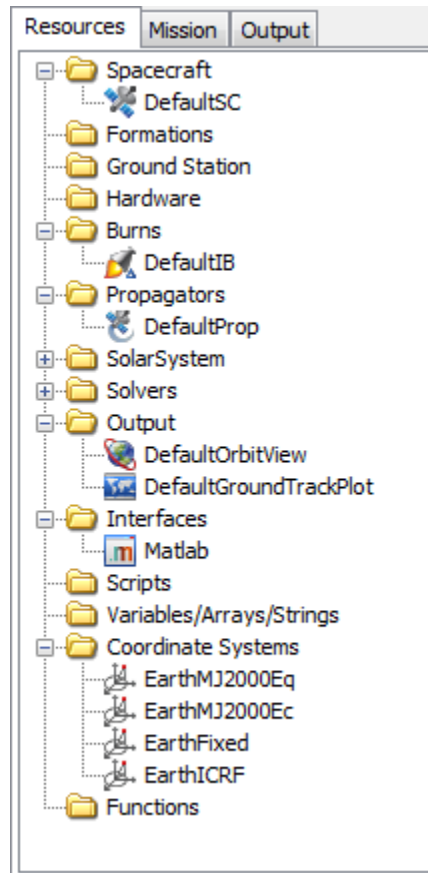 Resources Mission Output
Spacecraft
DefaultSC
Formations
Ground Station
Hardware
Burns
DefaultIB
Propagators
DefaultProp
SolarSystem
Solvers
Output
DefaultOrbitView
DefaultGroundTrackPlot
Interfaces
.m Matlab
Scripts
Variables/Arrays/Strings
Coordinate Systems
EarthMJ2000Eq
EarthMJ2000Ec
EarthFixed
EarthICRF
Functions